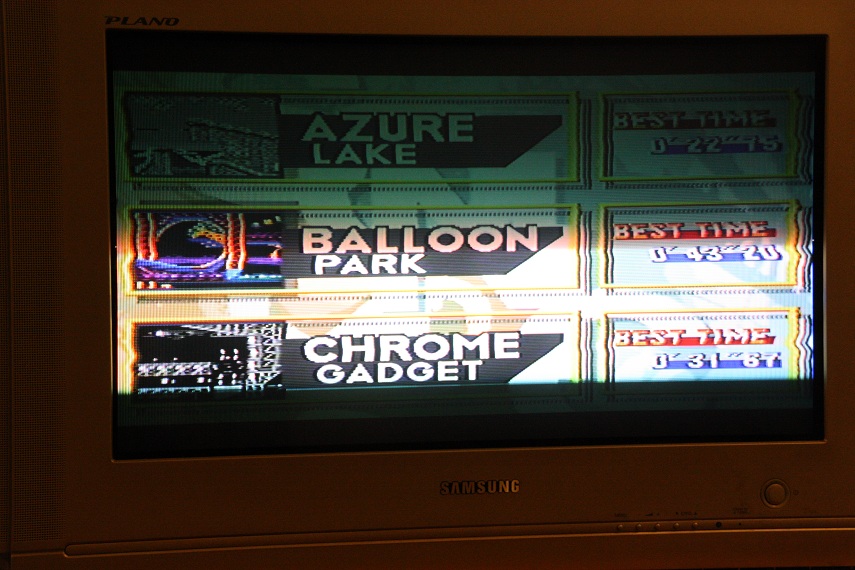 PLANO
AZURE
LAKE
BEST TIME
0'22"75
BALLOON
PARK
BEST TIME
0'43"20
CHROME
GADGET
BEST TIME
0'31"67
SAMSUNG